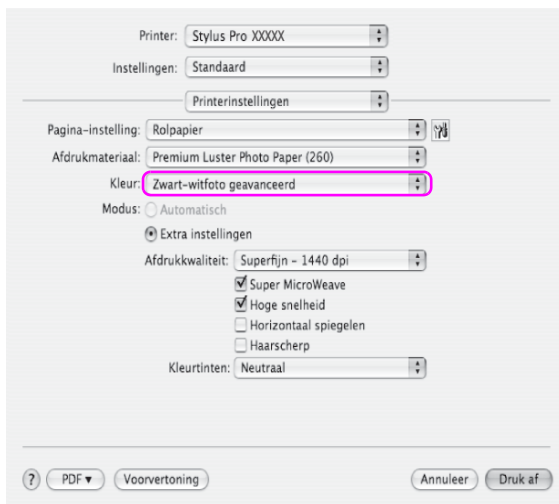 Printer: Stylus Pro XXXXX
Instellingen: Standaard
Printerinstellingen
Pagina-instelling: Rolpapier
Afdrukmateriaal: Premium Luster Photo Paper (260)
Kleur: Zwart-witfoto geavanceerd
Modus: Automatisch
Extra instellingen
Afdrukkwaliteit: Superfijn - 1440 dpi
Super MicroWeave
Hoge snelheid
Horizontaal spiegelen
Haarscherp
Kleurtinten: Neutraal
? PDF Voorvertoning Annuleer Druk af